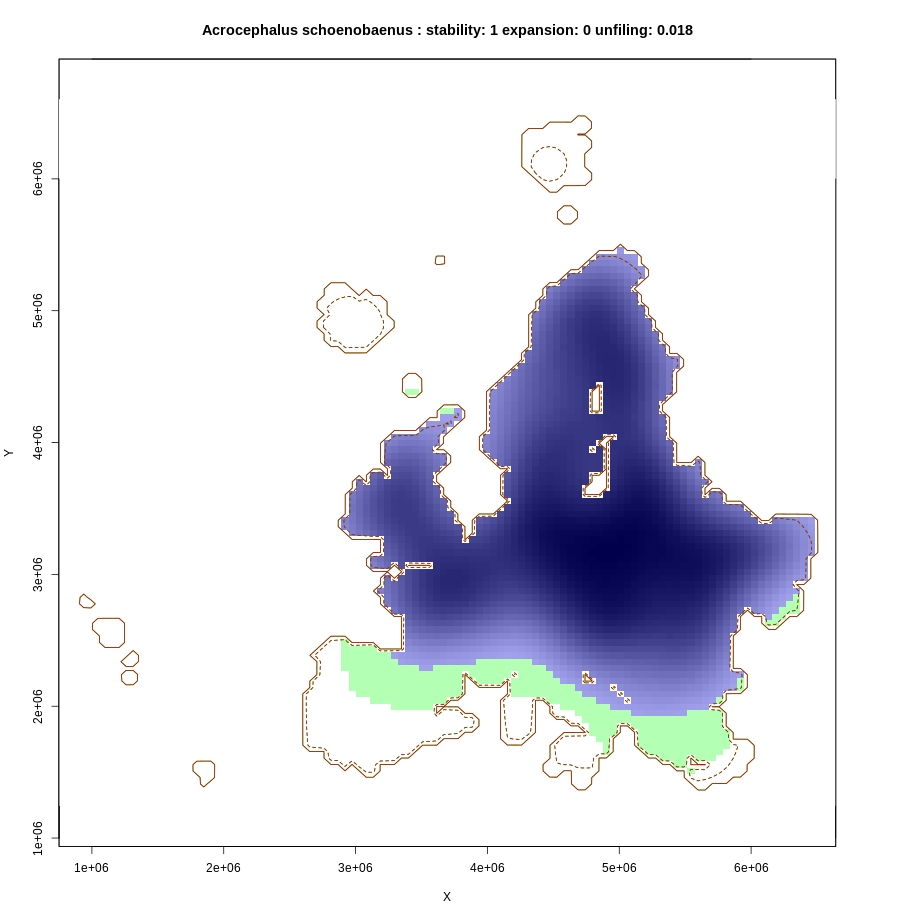 Acrocephalus schoenobaenus : stability: 1 expansion: 0 unfiling: 0.018
6e+06
5e+06
4e+06
3e+06
2e+06
1e+06
Y
1e+06 2e+06 3e+06 4e+06 5e+06 6e+06
X